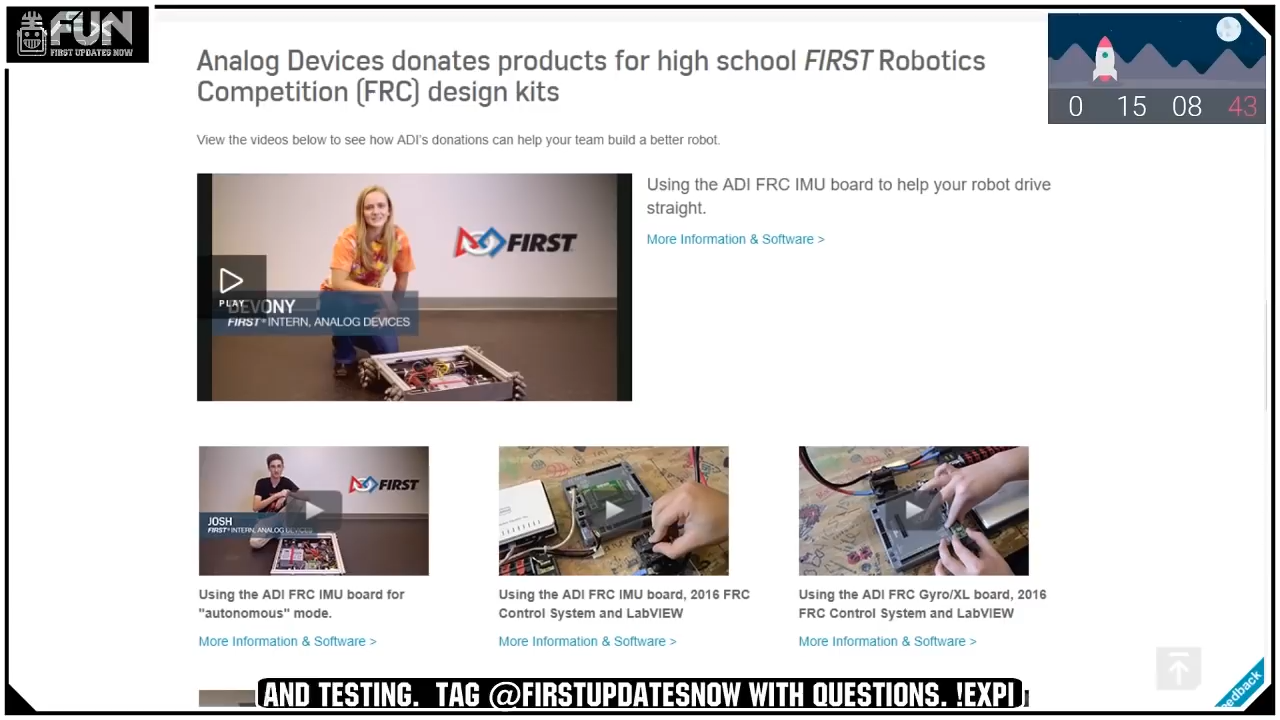 FUN
FIRST UPDATES NOW
Analog Devices donates products for high school FIRST Robotics
Competition (FRC) design kits
0 15 08 43
View the videos below to see how ADI's donations can help your team build a better robot.
Using the ADI FRC IMU board to help your robot drive
straight.
More Information & Software >
FIRST
PLAY
DEVONY
FIRST INTERN, ANALOG DEVICES
FIRST
JOSH
FIRST INTERN, ANALOG DEVICES
Using the ADI FRC IMU board for
"autonomous" mode.
More Information & Software >
Using the ADI FRC IMU board, 2016 FRC
Control System and LabVIEW
More Information & Software >
Using the ADI FRC Gyro/XL board, 2016
FRC Control System and LabVIEW
More Information & Software >
edback
AND TESTING. TAG @FIRSTUPDATESNOW WITH QUESTIONS. !EXPI